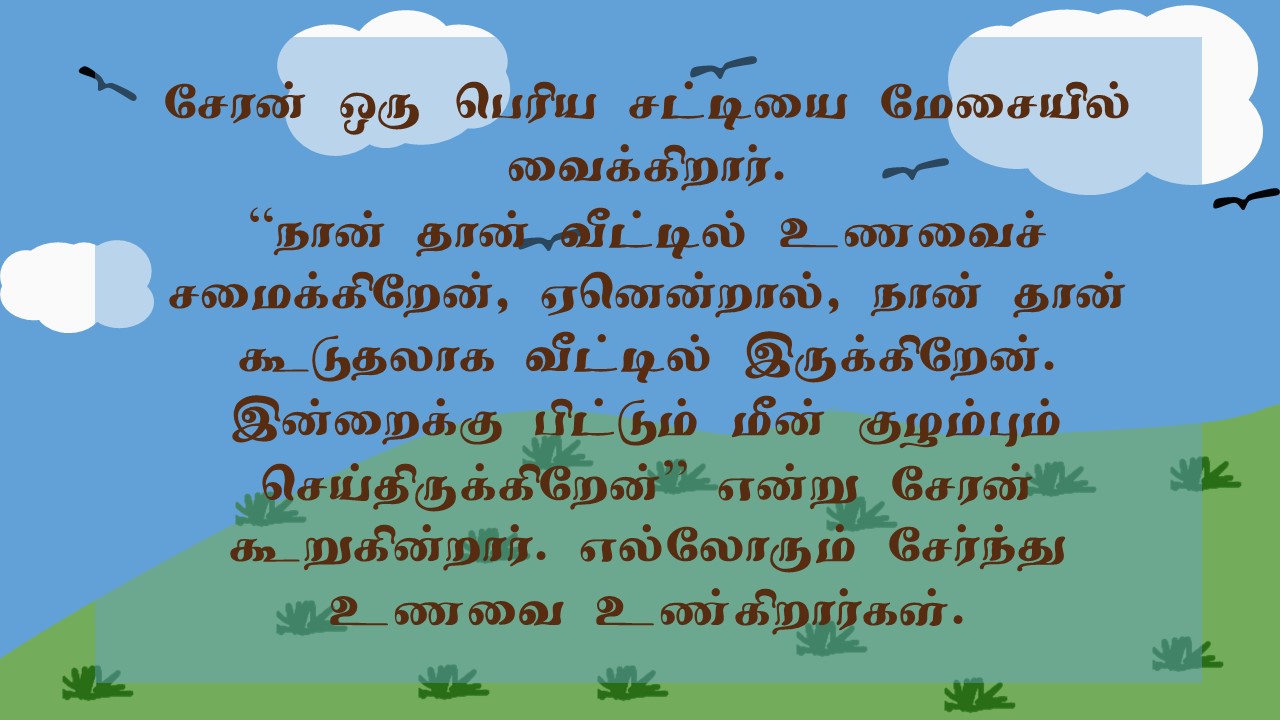 சேரன் ஒரு பெரிய சட்டியை மேசையில்
வைக்கிறார்.
“நான் தான் வீட்டில் உணவைச்
சமைக்கிறேன், ஏனென்றால், நான் தான்
கூடுதலாக வீட்டில் இருக்கிறேன்.
இன்றைக்கு பிட்டும் மீன் குழம்பும்
செய்திருக்கிறேன்” என்று சேரன்
கூறுகின்றார். எல்லோரும் சேர்ந்து
உணவை உண்கிறார்கள்.